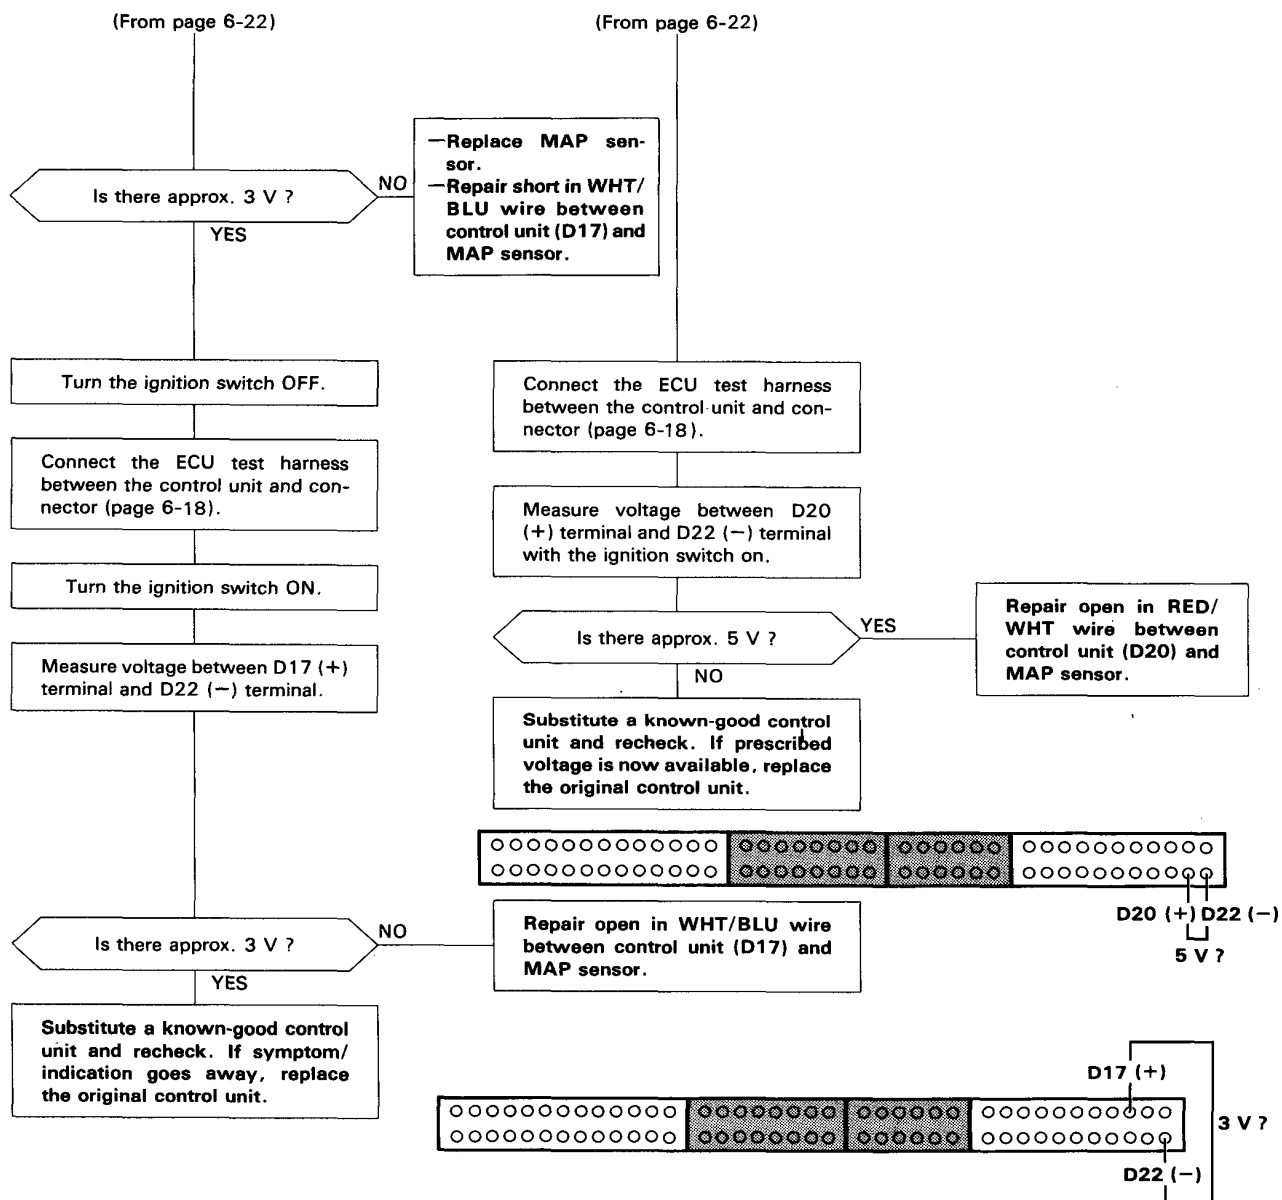 (From page 6-22)
(From page 6-22)
—Replace MAP sen-
sor.
—Repair short in WHT/
BLU wire between
control unit (D17) and
MAP sensor.
Is there approx. 3 V ?
NO
YES
Turn the ignition switch OFF.
Connect the ECU test harness
between the control unit and con-
nector (page 6-18).
Turn the ignition switch ON.
Measure voltage between D17 (+)
terminal and D22 (−) terminal.
Connect the ECU test harness
between the control unit and con-
nector (page 6-18).
Measure voltage between D20
(+) terminal and D22 (−) terminal
with the ignition switch on.
Is there approx. 5 V ?
YES
NO
Repair open in RED/
WHT wire between
control unit (D20) and
MAP sensor.
Substitute a known-good control
unit and recheck. If prescribed
voltage is now available, replace
the original control unit.
D20 (+) D22 (−)
5 V ?
Is there approx. 3 V ?
NO
YES
Repair open in WHT/BLU wire
between control unit (D17) and
MAP sensor.
Substitute a known-good control
unit and recheck. If symptom/
indication goes away, replace
the original control unit.
D17 (+)
3 V ?
D22 (−)